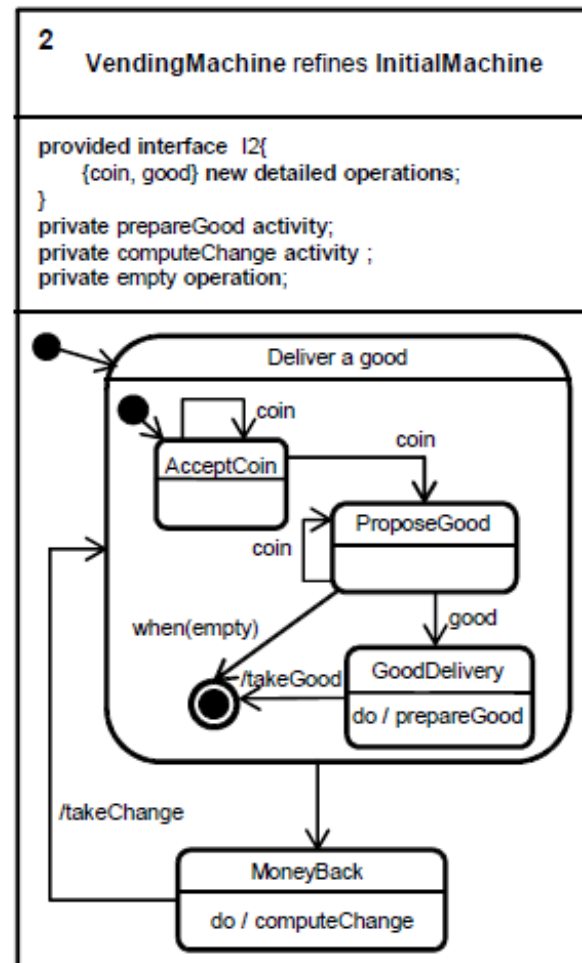 2
VendingMachine refines InitialMachine
provided interface I2{
{coin, good} new detailed operations;
}
private prepareGood activity;
private computeChange activity ;
private empty operation;
Deliver a good
coin
AcceptCoin
coin
ProposeGood
coin
when(empty)
good
/takeGood
GoodDelivery
do / prepareGood
/takeChange
MoneyBack
do / computeChange